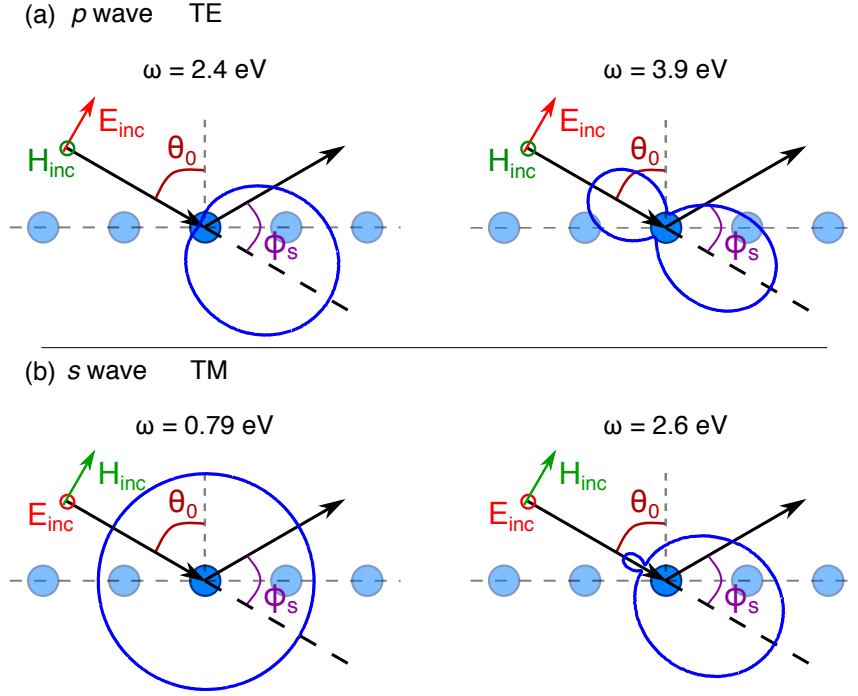 (a) p wave TE
ω = 2.4 eV
ω = 3.9 eV
E_inc
θ_0
H_inc
ϕ_s
E_inc
θ_0
H_inc
ϕ_s
(b) s wave TM
ω = 0.79 eV
ω = 2.6 eV
H_inc
θ_0
E_inc
ϕ_s
H_inc
θ_0
E_inc
ϕ_s